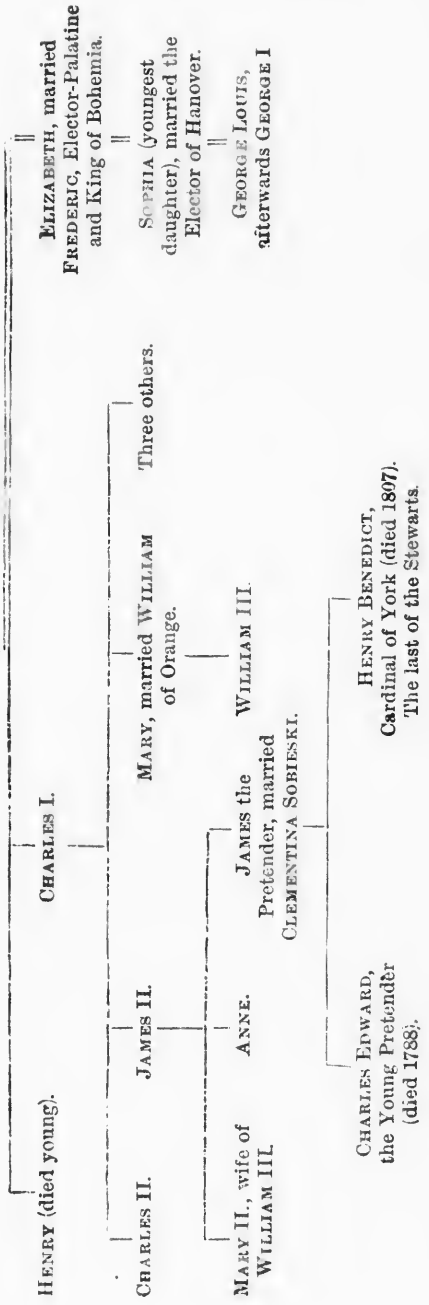 HENRY (died young).
CHARLES I.
ELIZABETH, married
FREDERIC, Elector-Palatine
and King of Bohemia.
CHARLES II.
JAMES II.
MARY, married WILLIAM
of Orange.
Three others.
SOPHIA (youngest
daughter), married the
Elector of Hanover.
MARY II., wife of
WILLIAM III.
ANNE.
JAMES the
Pretender, married
CLEMENTINA SOBIESKI.
WILLIAM III.
GEORGE LOUIS,
afterwards GEORGE I
CHARLES EDWARD,
the Young Pretender
(died 1788).
HENRY BENEDICT,
Cardinal of York (died 1807).
The last of the Stewarts.